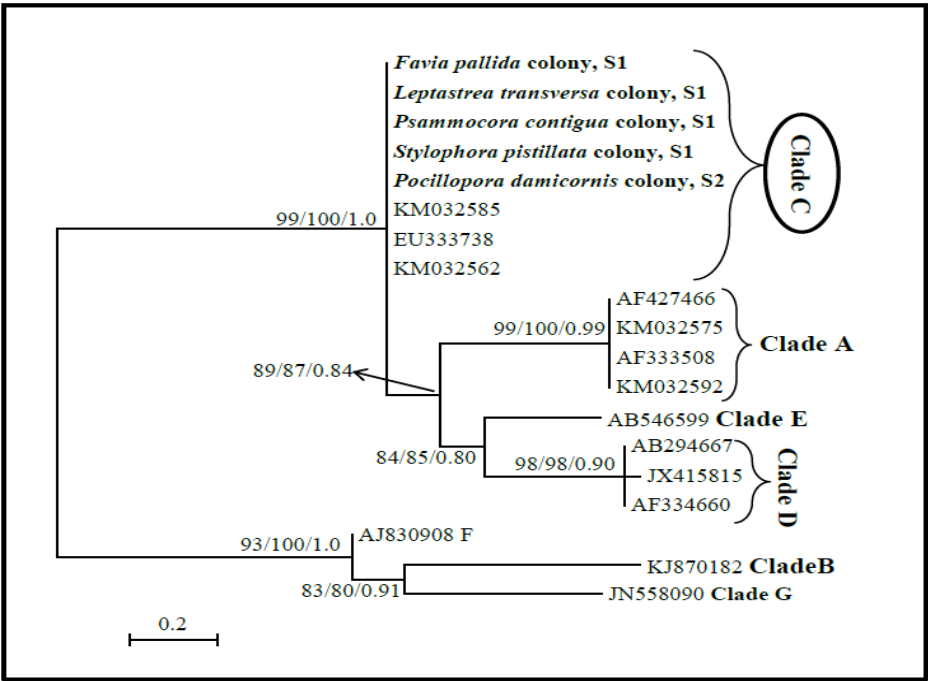 Favia pallida colony, S1
Leptastrea transversa colony, S1
Psammocora contigua colony, S1
Stylophora pistillata colony, S1
Pocillopora damicornis colony, S2
KM032585
EU333738
KM032562
Clade C
99/100/1.0
AF427466
KM032575
AF333508
KM032592
Clade A
99/100/0.99
89/87/0.84
AB546599 Clade E
84/85/0.80
98/98/0.90
AB294667
JX415815
AF334660
Clade D
93/100/1.0
AJ830908 F
83/80/0.91
KJ870182 CladeB
JN558090 Clade G
0.2